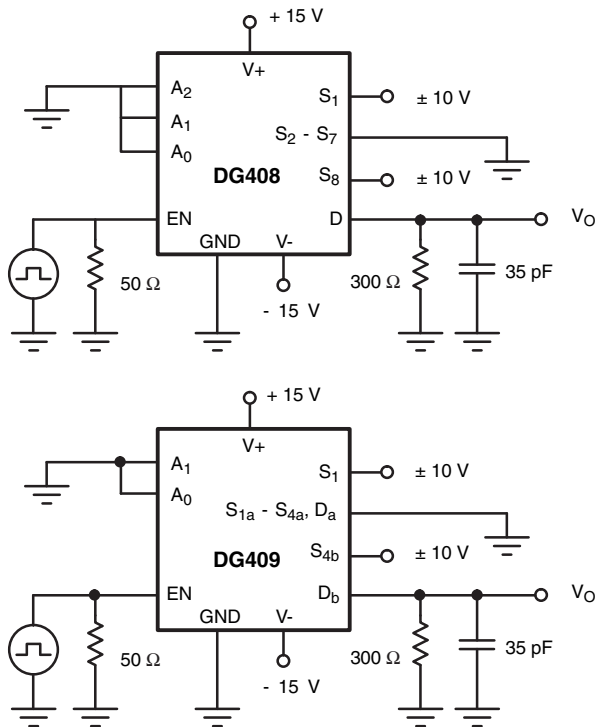 + 15 V
V+
A2
S1
± 10 V
A1
S2 - S7
A0
DG408
S8
± 10 V
EN
D
VO
GND
V-
50 Ω
300 Ω
35 pF
- 15 V
+ 15 V
V+
A1
S1
± 10 V
A0
S1a - S4a, Da
DG409
S4b
± 10 V
EN
Db
VO
GND
V-
50 Ω
300 Ω
35 pF
- 15 V